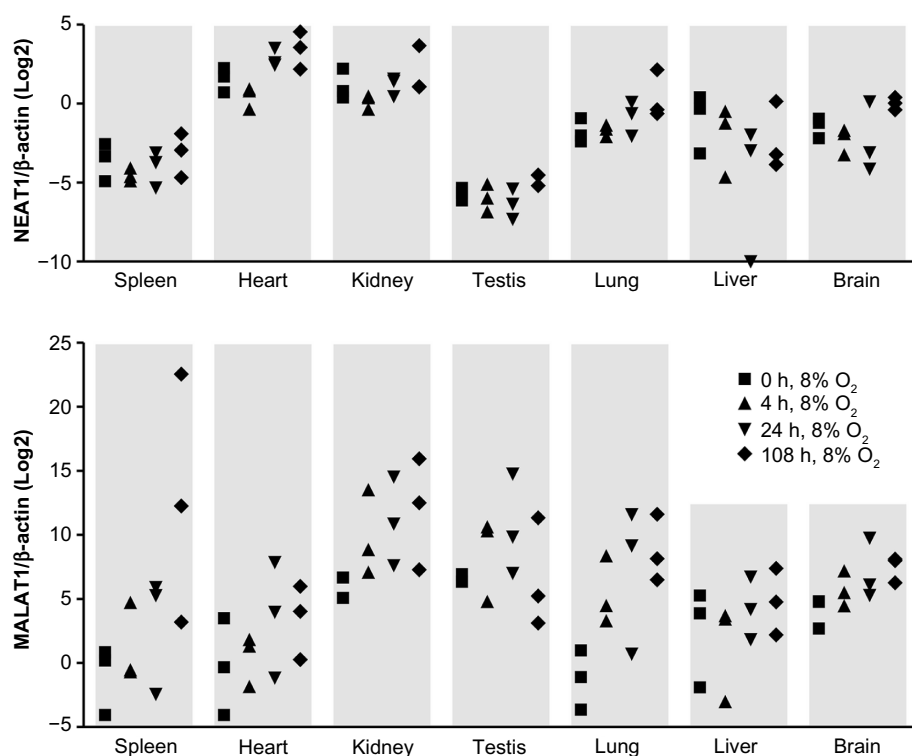 NEAT1/β-actin (Log2)
5
0
−5
−10
Spleen Heart Kidney Testis Lung Liver Brain
MALAT1/β-actin (Log2)
25
20
15
10
5
0
−5
0 h, 8% O₂
4 h, 8% O₂
24 h, 8% O₂
108 h, 8% O₂
Spleen Heart Kidney Testis Lung Liver Brain